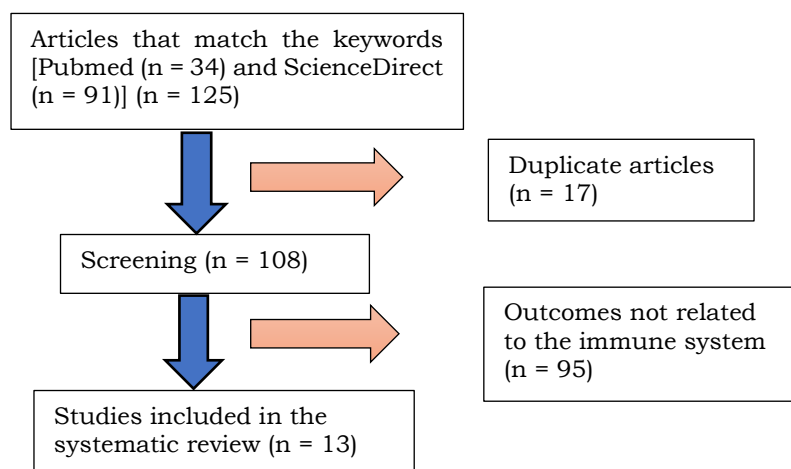 Articles that match the keywords
[Pubmed (n = 34) and ScienceDirect
(n = 91)] (n = 125)
Duplicate articles
(n = 17)
Screening (n = 108)
Outcomes not related
to the immune system
(n = 95)
Studies included in the
systematic review (n = 13)